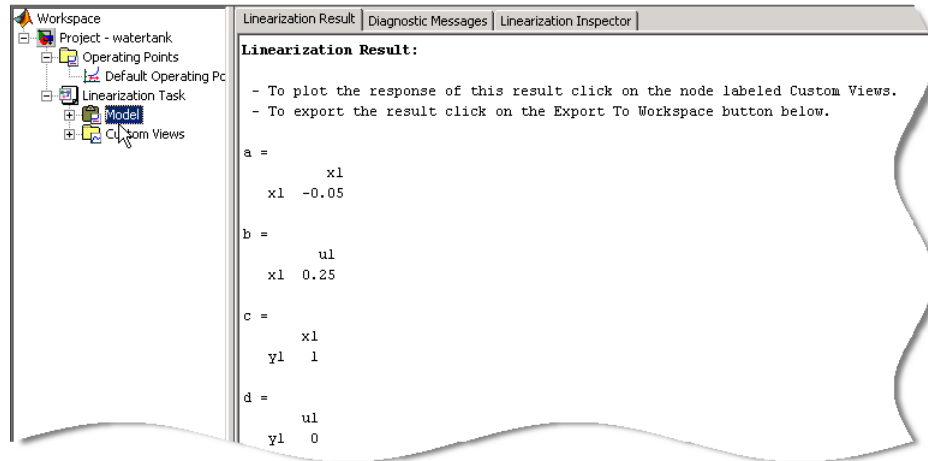 Workspace
Project - watertank
Operating Points
Default Operating Pc
Linearization Task
Model
Custom Views
Linearization Result Diagnostic Messages Linearization Inspector
Linearization Result:
- To plot the response of this result click on the node labeled Custom Views.
- To export the result click on the Export To Workspace button below.
a =
x1
x1 -0.05
b =
u1
x1 0.25
c =
x1
y1 1
d =
u1
y1 0